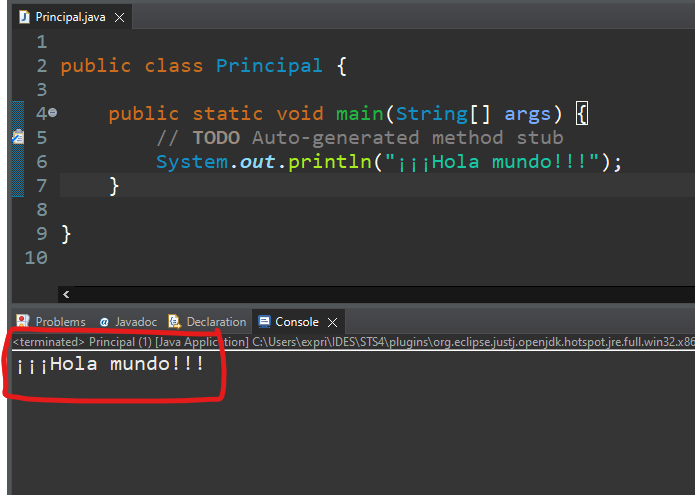 Principal.java
1
2 public class Principal {
3
4 public static void main(String[] args) {
5 // TODO Auto-generated method stub
6 System.out.println("¡¡¡Hola mundo!!!");
7 }
8
9 }
10
Problems @ Javadoc Declaration Console
<terminated> Principal (1) [Java Application] C:\Users\expri\IDES\STS4\plugins\org.eclipse.justj.openjdk.hotspot.jre.full.win32.x86
¡¡¡Hola mundo!!!